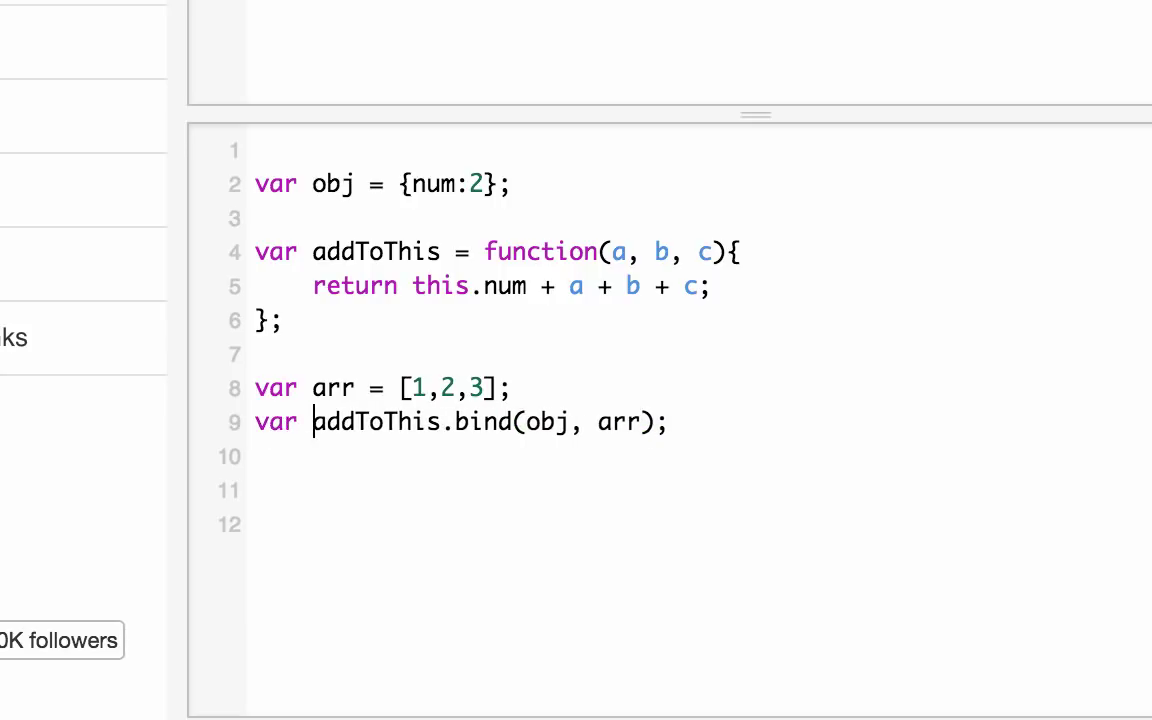 1
2 var obj = {num:2};
3
4 var addToThis = function(a, b, c){
5     return this.num + a + b + c;
6 };
7
8 var arr = [1,2,3];
9 var addToThis.bind(obj, arr);
10
11
12
ks
0K followers